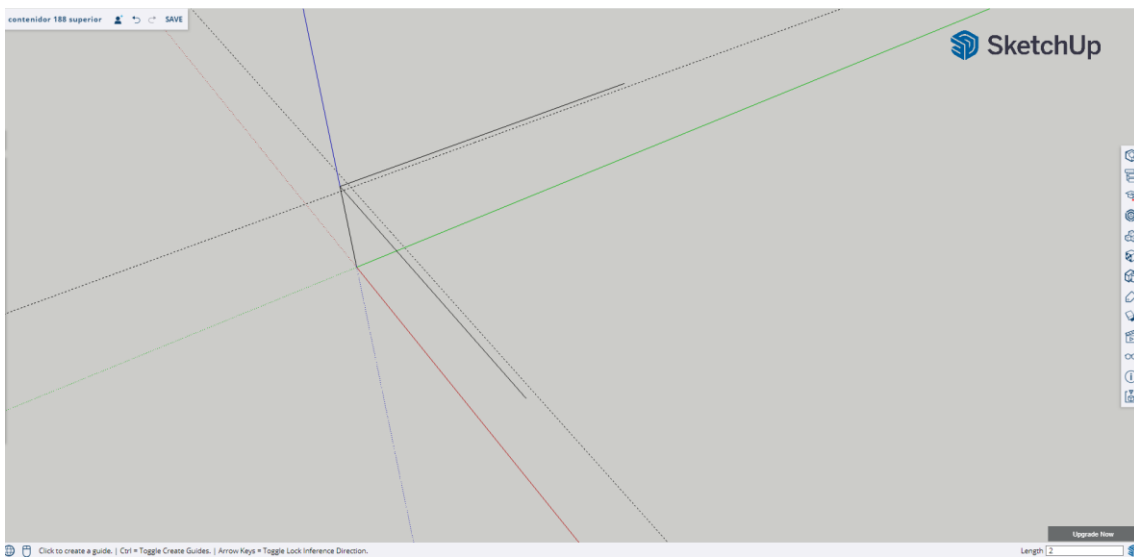 contenidor 188 superior SAVE
SketchUp
Upgrade Now
Click to create a guide. | Ctrl = Toggle Create Guides. | Arrow Keys = Toggle Lock Inference Direction.
Length 2